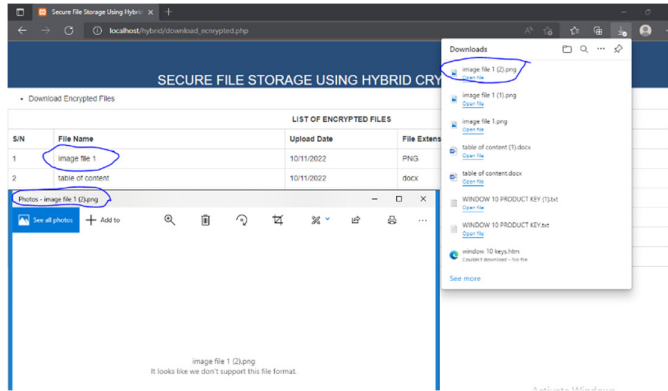 Secure File Storage Using Hybri
localhost/hybrid/download_ecnrypted.php
SECURE FILE STORAGE USING HYBRID CRY
Download Encrypted Files
LIST OF ENCRYPTED FILES
S/N File Name Upload Date File Extens
1 image file 1 10/11/2022 PNG
2 table of content 10/11/2022 docx
Photos - image file 1 (2).png
See all photos Add to
image file 1 (2).png
It looks like we don't support this file format.
Downloads
image file 1 (2).png
Open file
image file 1 (1).png
Open file
image file 1.png
Open file
table of content (1).docx
Open file
table of content.docx
Open file
WINDOW 10 PRODUCT KEY (1).txt
Open file
WINDOW 10 PRODUCT KEY.txt
Open file
window 10 keys.htm
Couldn't download - No file
See more
Activate Windows